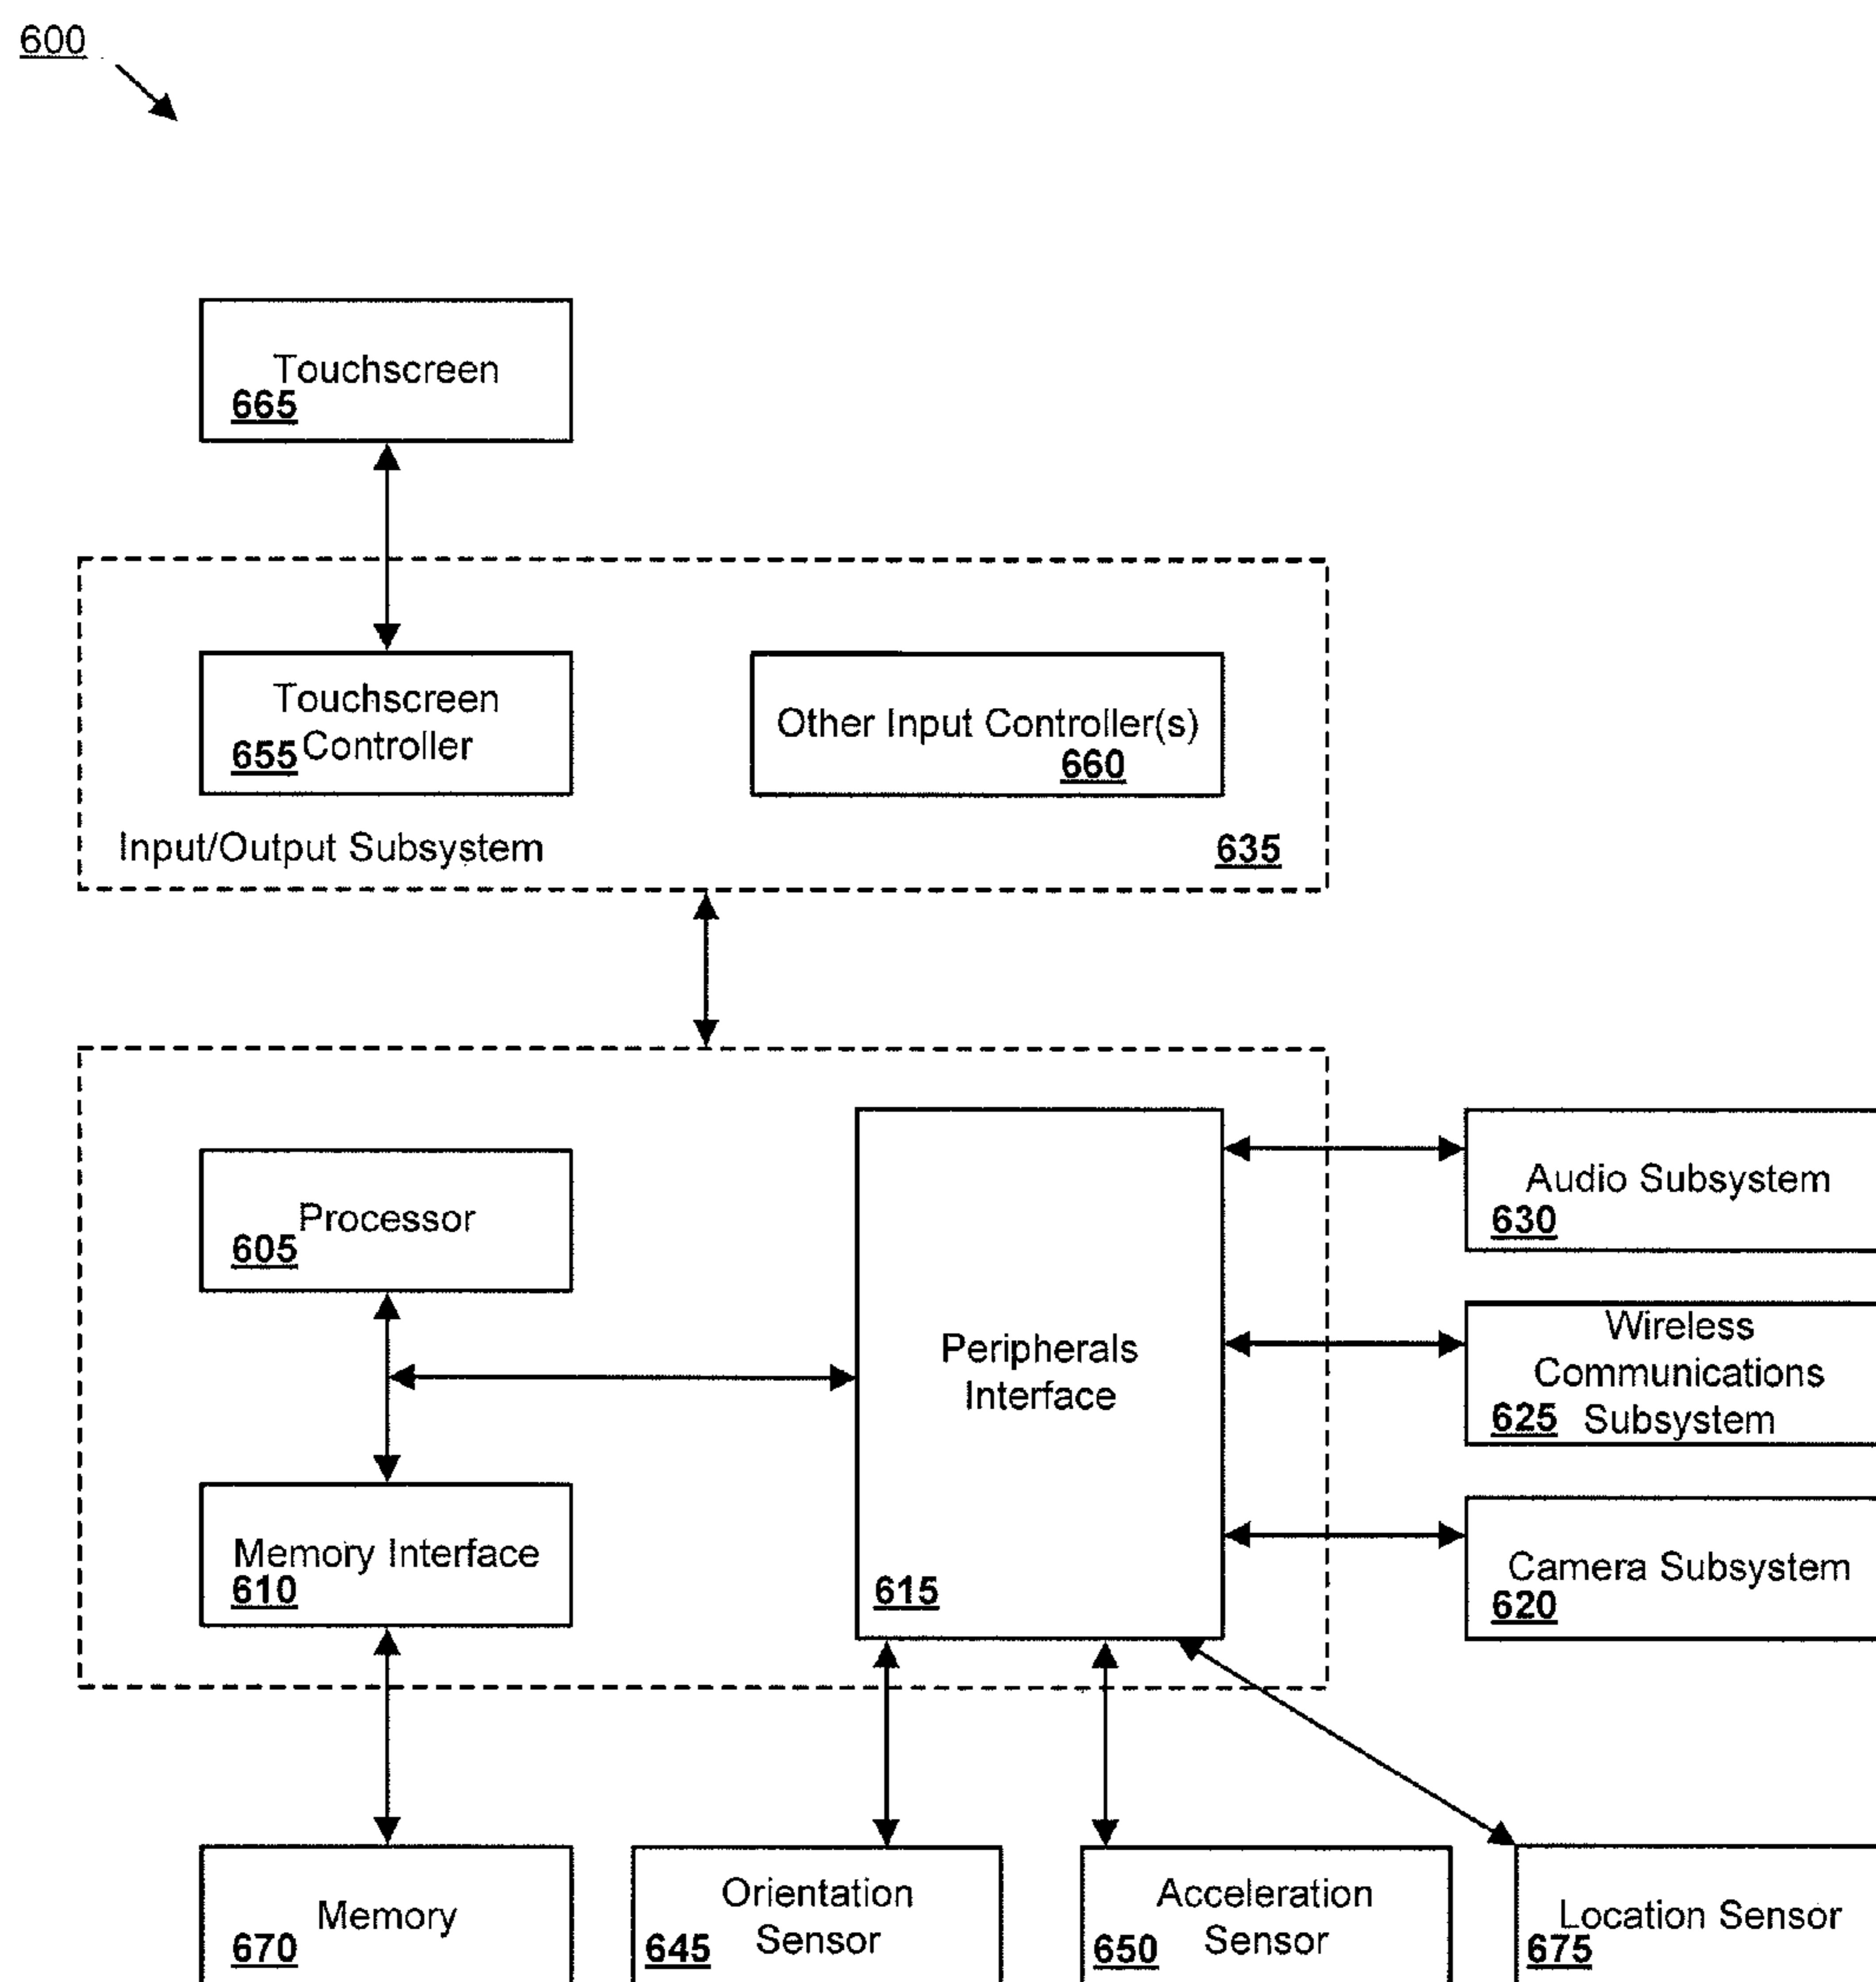 600
Touchscreen
665
Touchscreen
Controller
655
Other Input Controller(s)
660
Input/Output Subsystem
635
Processor
605
Peripherals
Interface
615
Memory Interface
610
Audio Subsystem
630
Wireless
Communications
Subsystem
625
Camera Subsystem
620
Memory
670
Orientation
Sensor
645
Acceleration
Sensor
650
Location Sensor
675